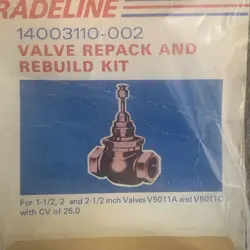 RADELINE
14003110-002
VALVE REPACK AND
REBUILD KIT
For 1-1/2, 2 and 2-1/2 inch Valves V5011A and V5011C
with CV of 25.0